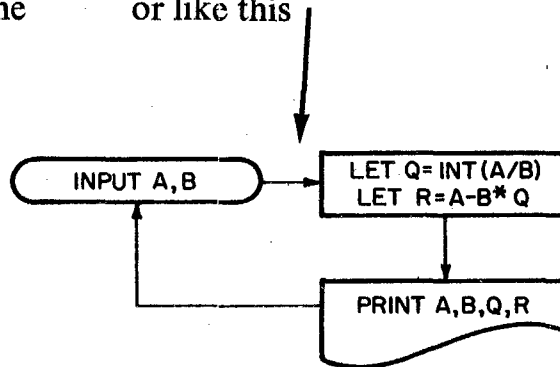 or like this
INPUT A,B
LET Q=INT(A/B)
LET R=A-B* Q
PRINT A,B,Q,R